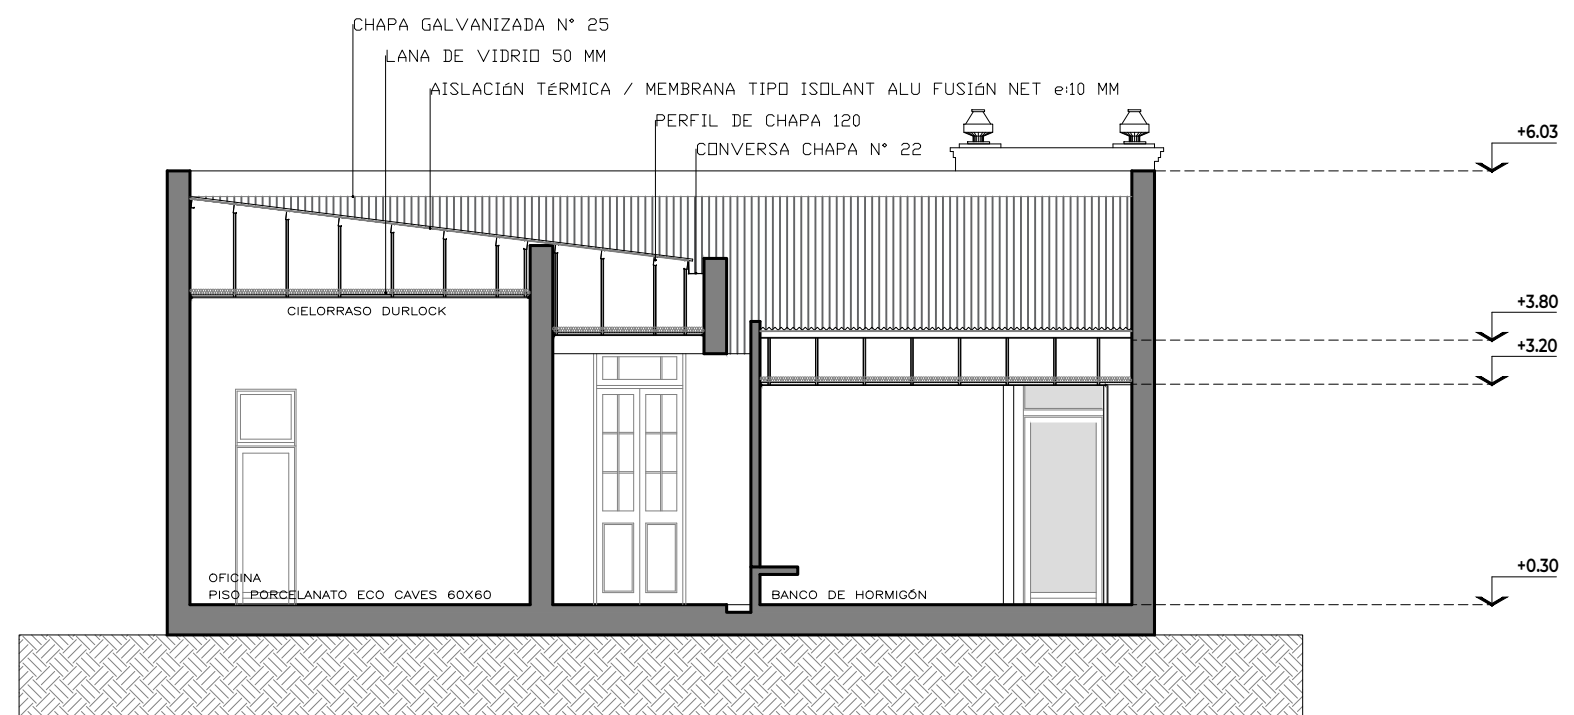 CHAPA GALVANIZADA N° 25
LANA DE VIDRIO 50 MM
AISLACIóN TéRMICA / MEMBRANA TIPO ISOLANT ALU FUSIóN NET e:10 MM
PERFIL DE CHAPA 120
CONVERSA CHAPA N° 22
+6.03
+3.80
CIELORRASO DURLOCK
+3.20
+0.30
OFICINA
PISO PORCELANATO ECO CAVES 60X60
BANCO DE HORMIGÓN